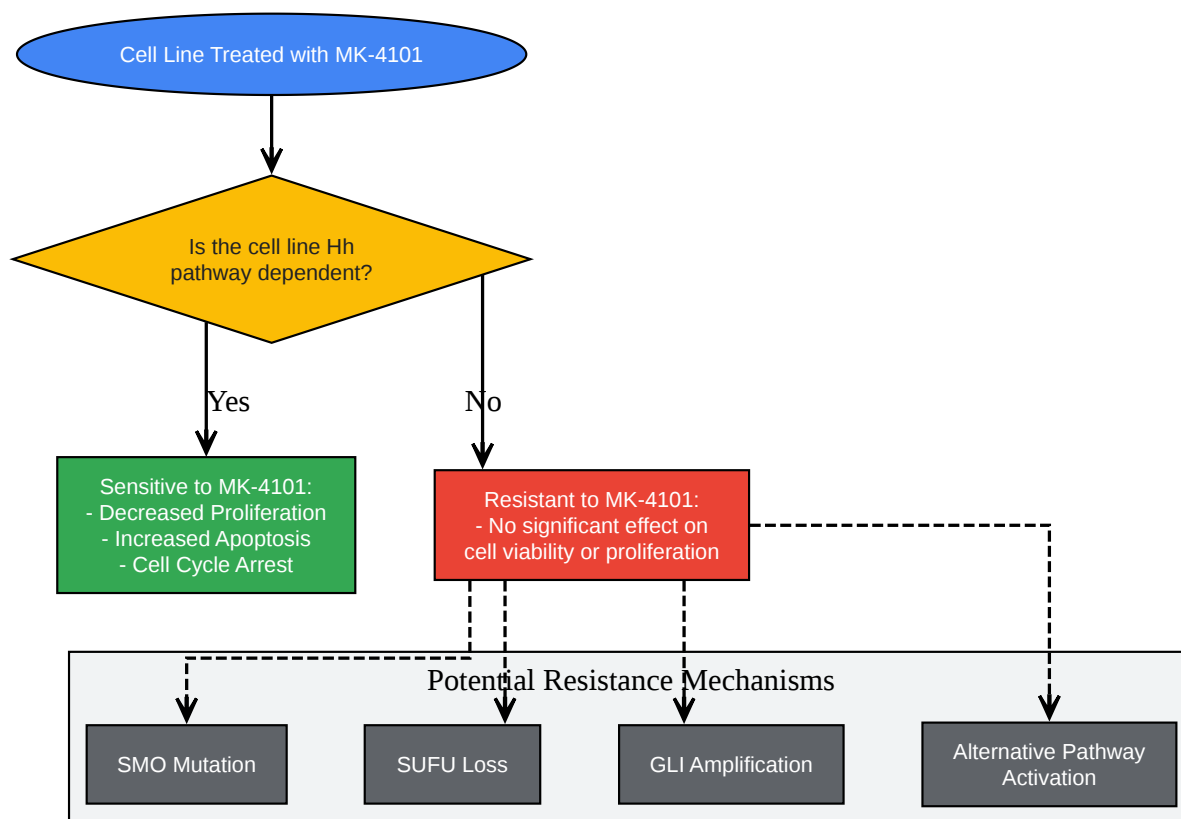 Cell Line Treated with MK-4101
Is the cell line Hh
pathway dependent?
Yes
No
Sensitive to MK-4101:
- Decreased Proliferation
- Increased Apoptosis
- Cell Cycle Arrest
Resistant to MK-4101:
- No significant effect on
cell viability or proliferation
Potential Resistance Mechanisms
SMO Mutation
SUFU Loss
GLI Amplification
Alternative Pathway
Activation